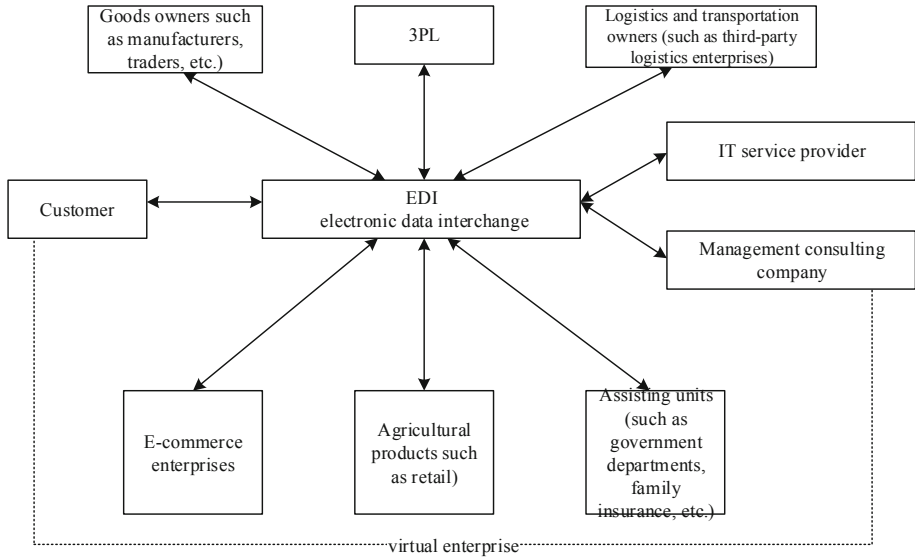 Goods owners such
as manufacturers,
traders, etc.)
3PL
Logistics and transportation
owners (such as third-party
logistics enterprises)
IT service provider
Customer
EDI
electronic data interchange
Management consulting
company
E-commerce
enterprises
Agricultural
products such
as retail)
Assisting units
(such as
government
departments,
family
insurance, etc.)
virtual enterprise